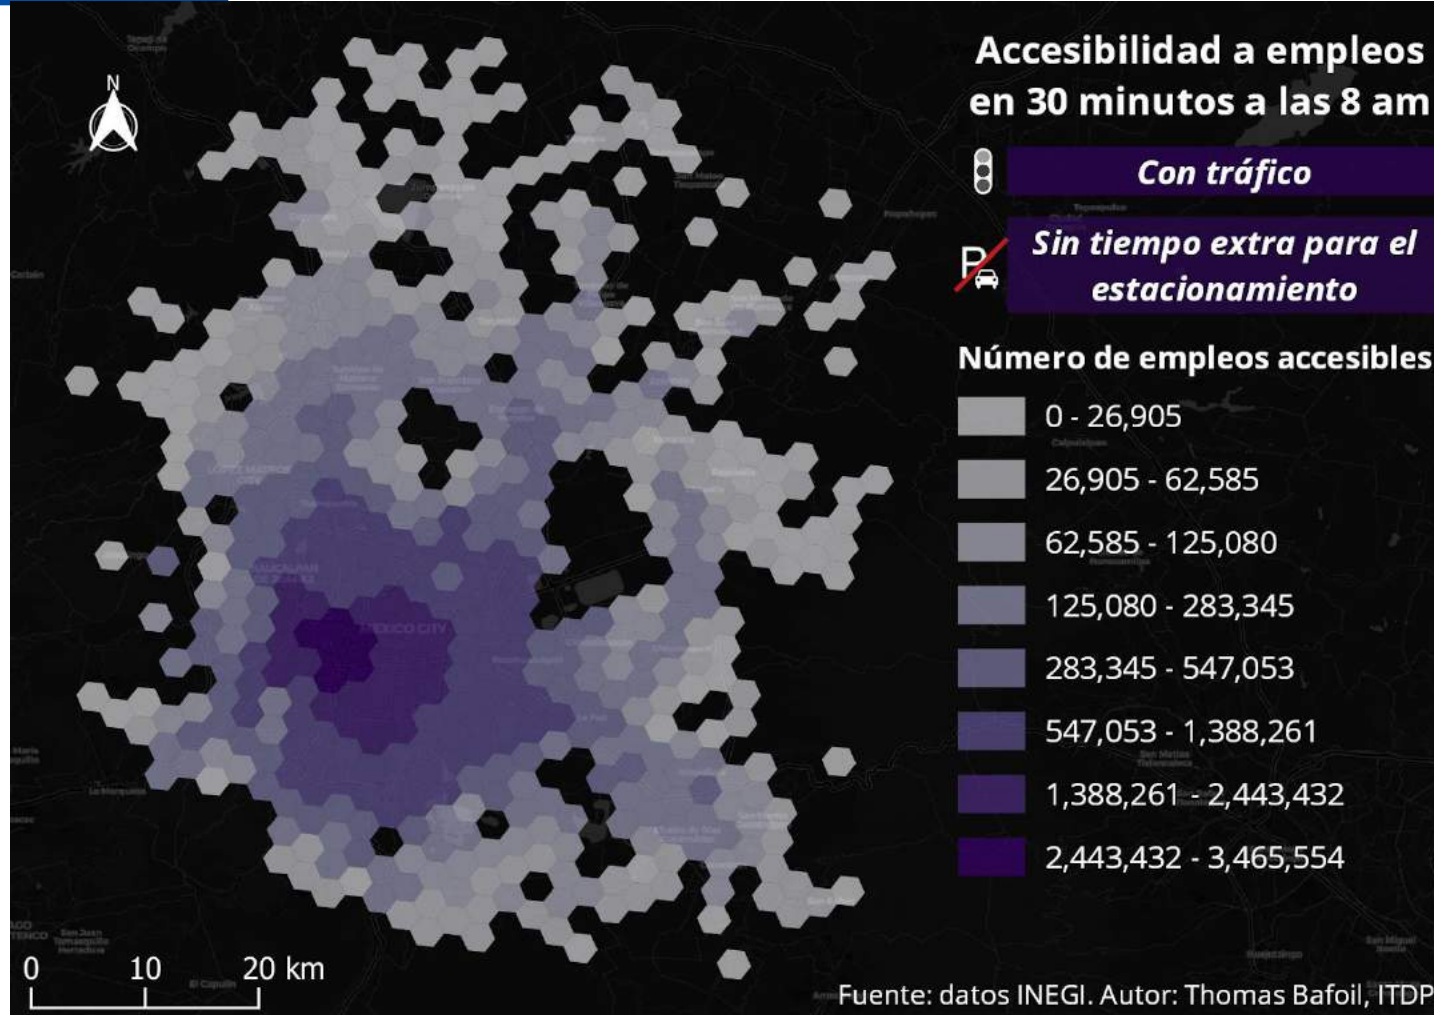 Accesibilidad a empleos
en 30 minutos a las 8 am
N
Con tráfico
P
Sin tiempo extra para el
estacionamiento
Número de empleos accesibles
0 - 26,905
26,905 - 62,585
62,585 - 125,080
125,080 - 283,345
283,345 - 547,053
547,053 - 1,388,261
1,388,261 - 2,443,432
2,443,432 - 3,465,554
MEXICO CITY
0 10 20 km
Fuente: datos INEGI. Autor: Thomas Bafoil, ITDP